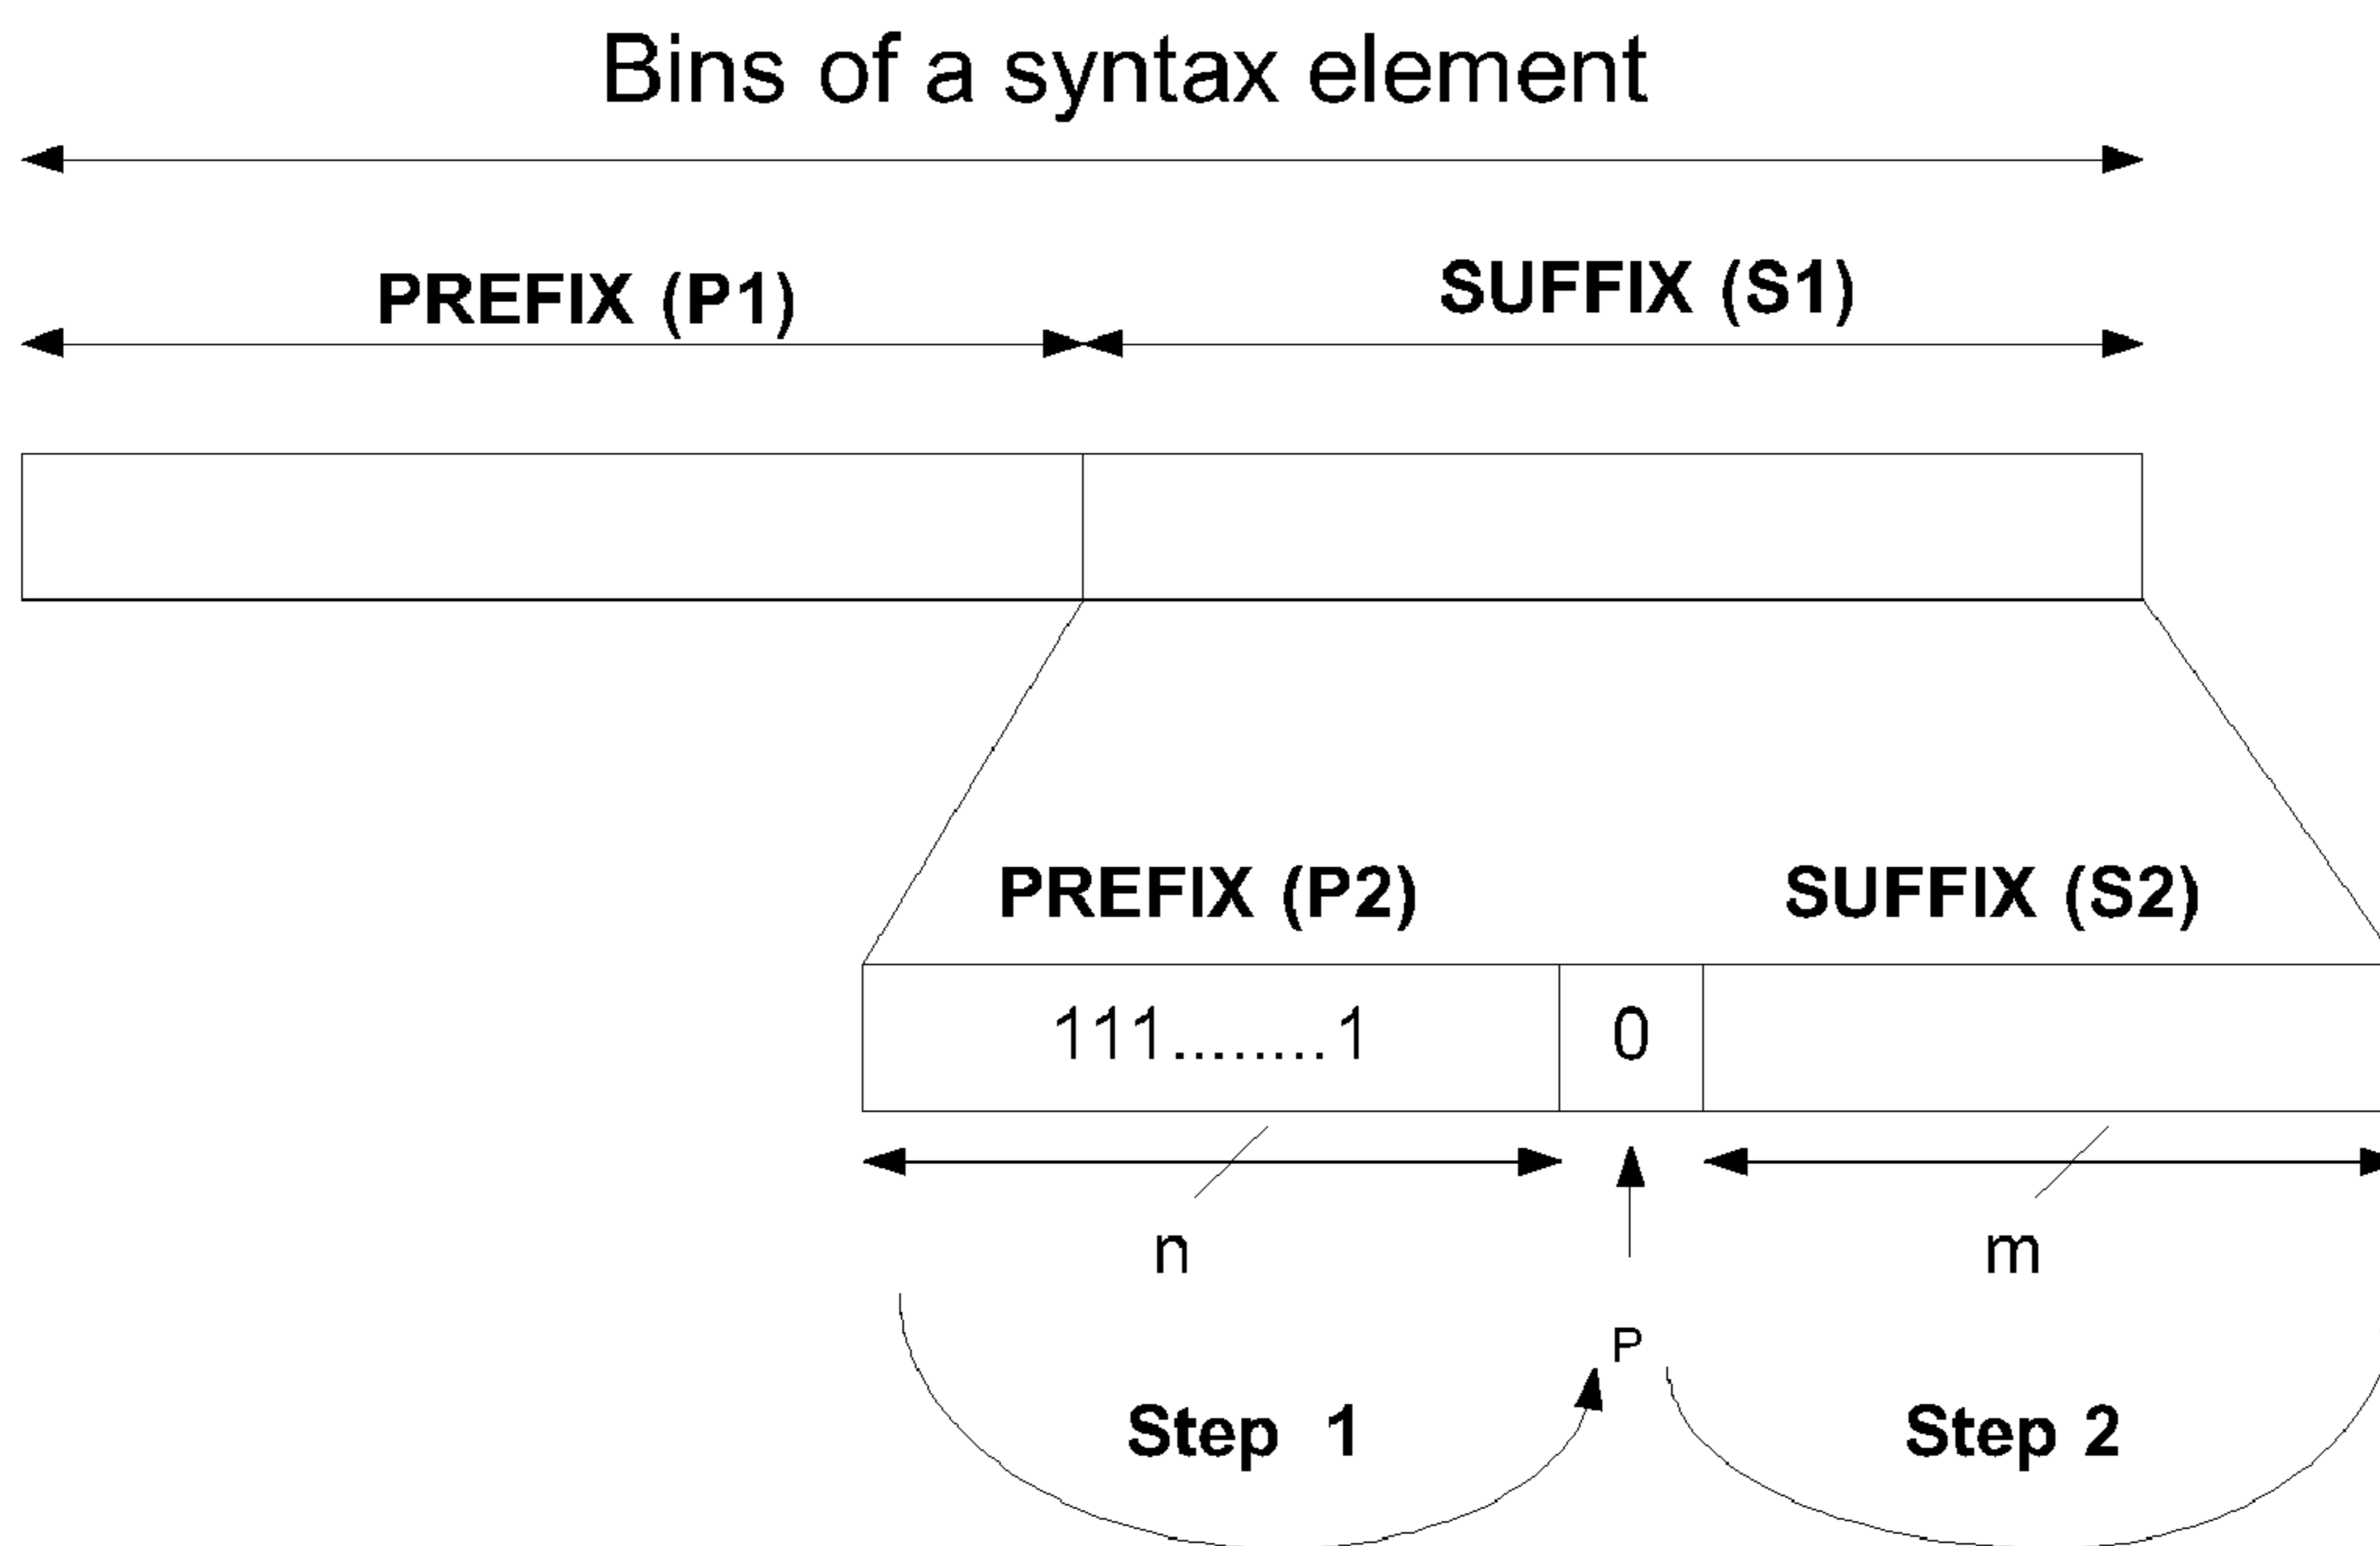 Bins of a syntax element
PREFIX (P1) SUFFIX (S1)
PREFIX (P2) SUFFIX (S2)
111........1 0
n m
P
Step 1 Step 2